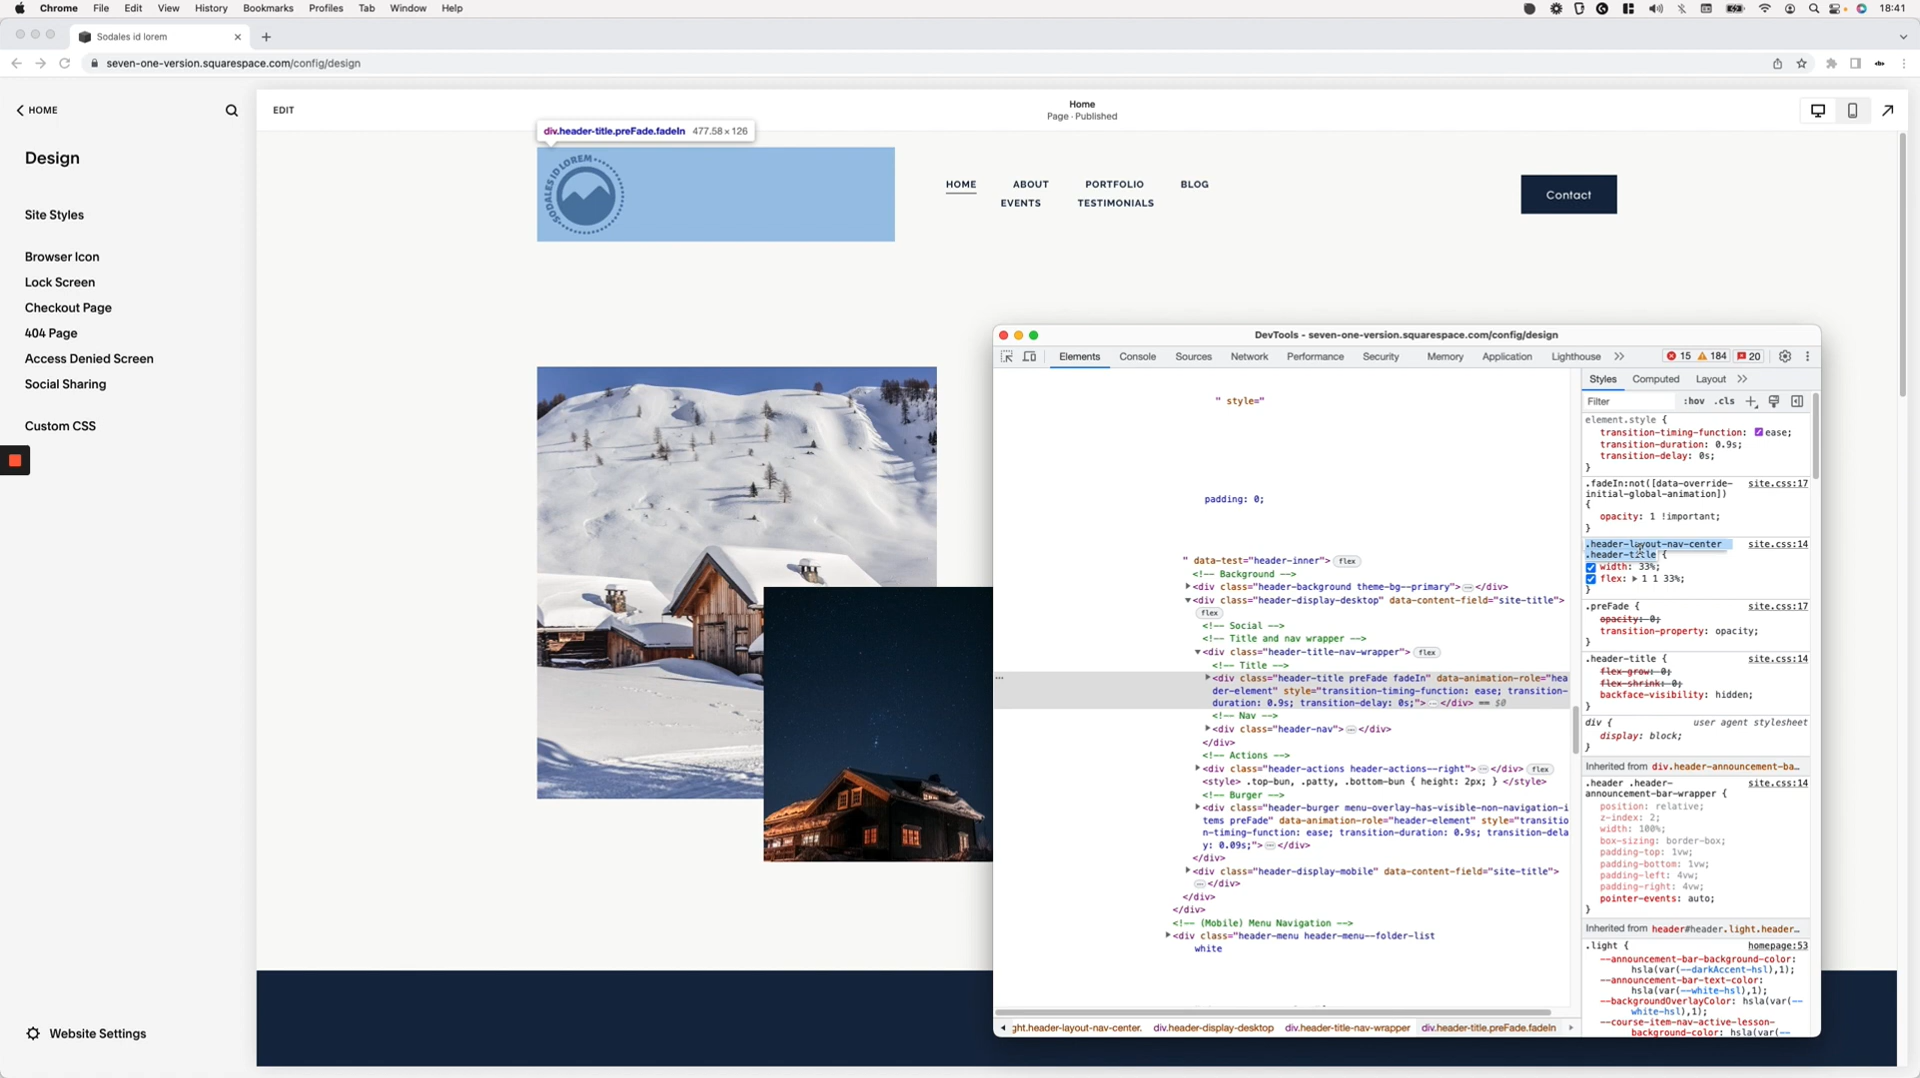 Chrome File Edit View History Bookmarks Profiles Tab Window Help 18:41
Sodales id lorem
seven-one-version.squarespace.com/config/design
HOME
Design
Site Styles
Browser Icon
Lock Screen
Checkout Page
404 Page
Access Denied Screen
Social Sharing
Custom CSS
Website Settings
EDIT
Home
Page · Published
div.header-title.preFade.fadeIn 477.58 × 126
SODALES ID LOREM
HOME ABOUT PORTFOLIO BLOG
EVENTS TESTIMONIALS
Contact
DevTools - seven-one-version.squarespace.com/config/design
Elements Console Sources Network Performance Security Memory Application Lighthouse 15 184 20
" style="
padding: 0;
" data-test="header-inner"> flex
<!-- Background -->
<div class="header-background theme-bg--primary"></div>
<div class="header-display-desktop" data-content-field="site-title">
flex
<!-- Social -->
<!-- Title and nav wrapper -->
<div class="header-title-nav-wrapper"> flex
<!-- Title -->
<div class="header-title preFade fadeIn" data-animation-role="hea
der-element" style="transition-timing-function: ease; transition-
duration: 0.9s; transition-delay: 0s;"></div> == $0
<!-- Nav -->
<div class="header-nav"></div>
</div>
<!-- Actions -->
<div class="header-actions header-actions--right"></div> flex
<style> .top-bun, .patty, .bottom-bun { height: 2px; } </style>
<!-- Burger -->
<div class="header-burger menu-overlay-has-visible-non-navigation-i
tems preFade" data-animation-role="header-element" style="transitio
n-timing-function: ease; transition-duration: 0.9s; transition-dela
y: 0.09s;"></div>
</div>
<div class="header-display-mobile" data-content-field="site-title">
</div>
</div>
</div>
<!-- (Mobile) Menu Navigation -->
<div class="header-menu header-menu--folder-list
white
ght.header-layout-nav-center. div.header-display-desktop div.header-title-nav-wrapper div.header-title.preFade.fadeIn
Styles Computed Layout
Filter :hov .cls
element.style {
transition-timing-function: ease;
transition-duration: 0.9s;
transition-delay: 0s;
}
.fadeIn:not([data-override- site.css:17
initial-global-animation])
{
opacity: 1 !important;
}
.header-layout-nav-center site.css:14
.header-title {
width: 33%;
flex: 1 1 33%;
}
.preFade { site.css:17
opacity: 0;
transition-property: opacity;
}
.header-title { site.css:14
flex-grow: 0;
flex-shrink: 0;
backface-visibility: hidden;
}
div { user agent stylesheet
display: block;
}
Inherited from div.header-announcement-ba…
.header .header- site.css:14
announcement-bar-wrapper {
position: relative;
z-index: 2;
width: 100%;
box-sizing: border-box;
padding-top: 1vw;
padding-bottom: 1vw;
padding-left: 4vw;
padding-right: 4vw;
pointer-events: auto;
}
Inherited from header#header.light.header…
.light { homepage:53
--announcement-bar-background-color:
hsla(var(--darkAccent-hsl),1);
--announcement-bar-text-color:
hsla(var(--white-hsl),1);
--backgroundOverlayColor: hsla(var(--
white-hsl),1);
--course-item-nav-active-lesson-
background-color: hsla(var(--